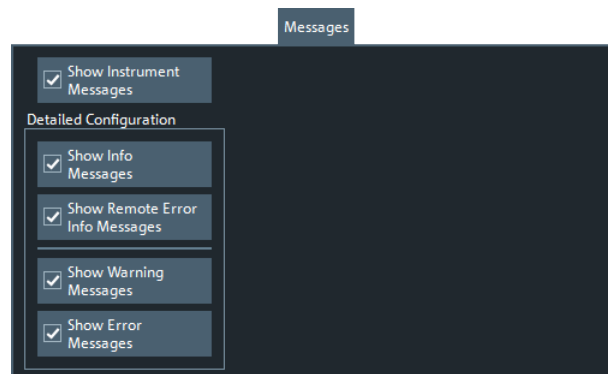 Messages
Show Instrument
Messages
Detailed Configuration
Show Info
Messages
Show Remote Error
Info Messages
Show Warning
Messages
Show Error
Messages